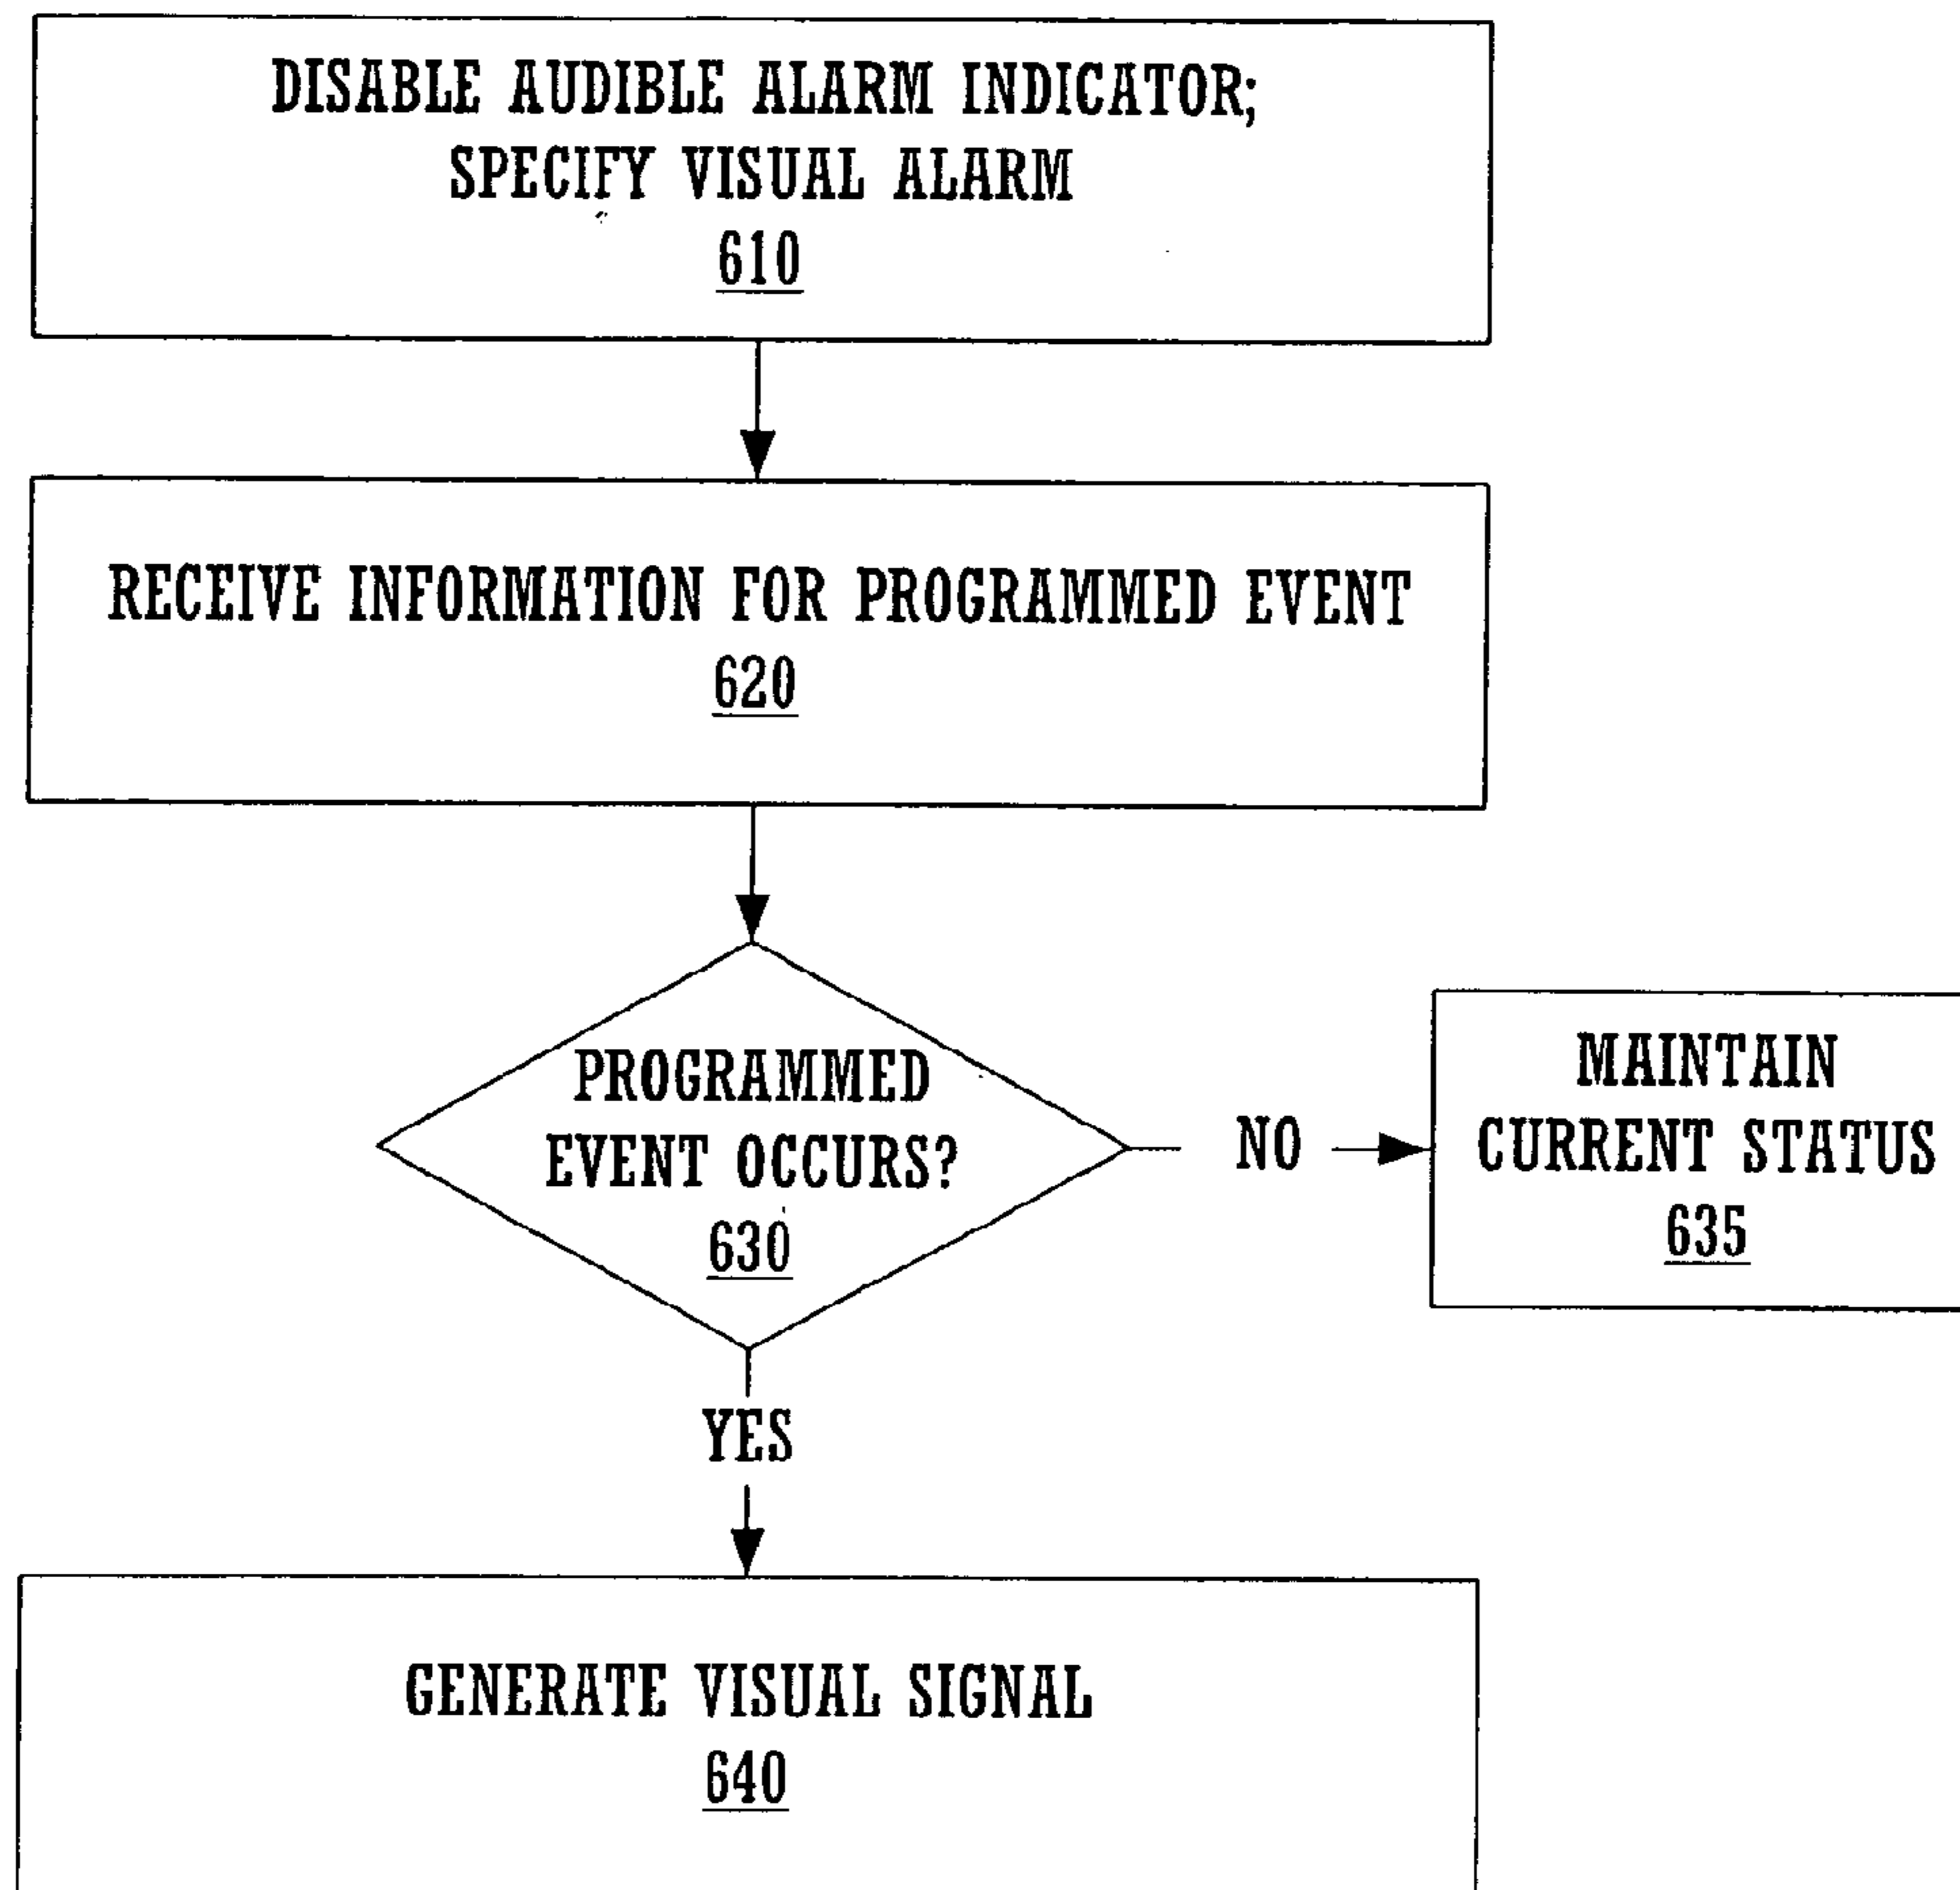 DISABLE AUDIBLE ALARM INDICATOR;
SPECIFY VISUAL ALARM
610
RECEIVE INFORMATION FOR PROGRAMMED EVENT
620
PROGRAMMED
EVENT OCCURS?
630
NO
MAINTAIN
CURRENT STATUS
635
YES
GENERATE VISUAL SIGNAL
640